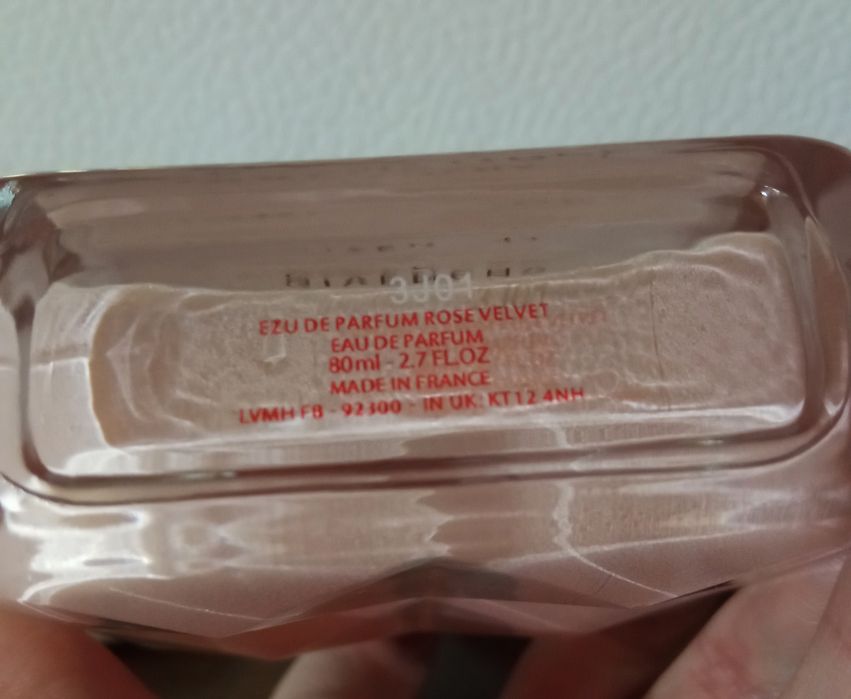 3J01
EZU DE PARFUM ROSE VELVET
EAU DE PARFUM
80ml - 2.7 FL.OZ
MADE IN FRANCE
LVMH FB - 92300 - IN UK: KT12 4NH